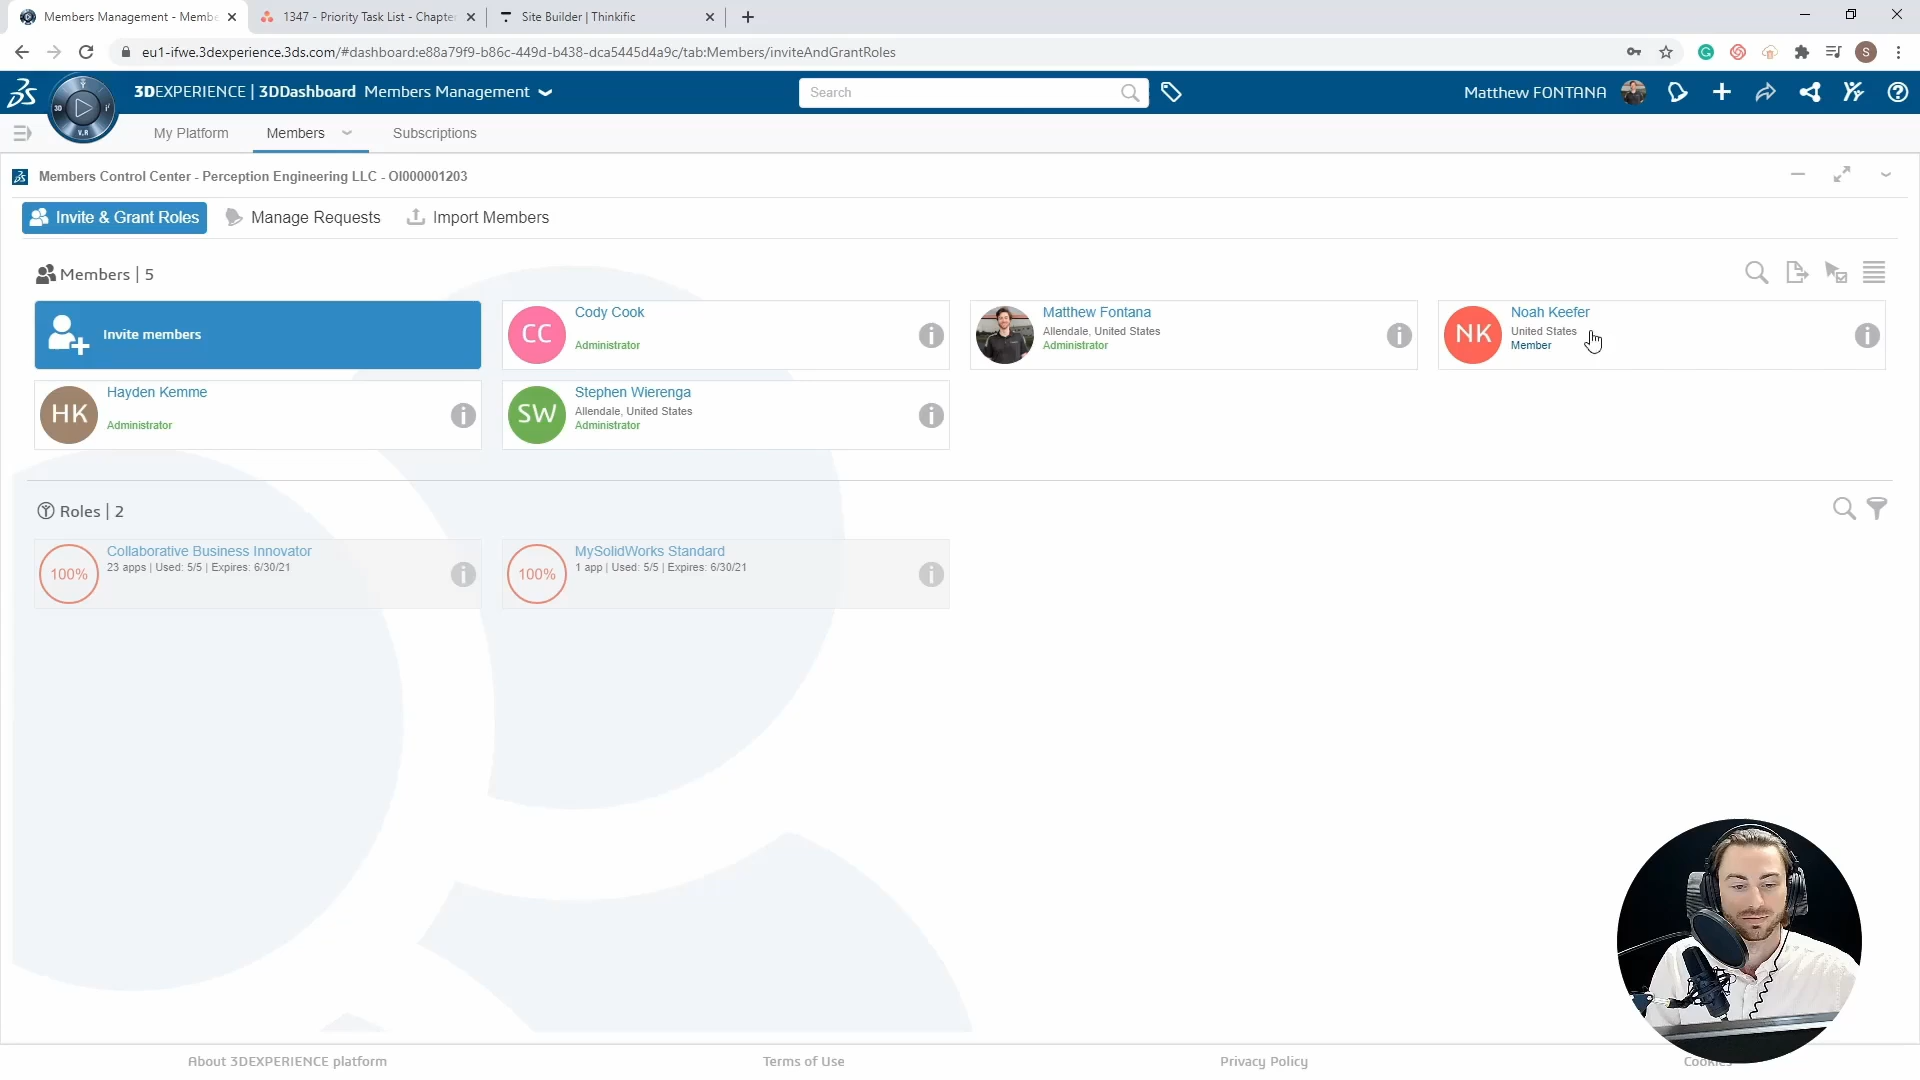 Members Management - Membe
1347 - Priority Task List - Chapte
Site Builder | Thinkific
eu1-ifwe.3dexperience.3ds.com/#dashboard:e88a79f9-b86c-449d-b438-dca5445d4a9c/tab:Members/inviteAndGrantRoles
S
3D
V.R
3DEXPERIENCE | 3DDashboard Members Management
Search
Matthew FONTANA
My Platform
Members
Subscriptions
Members Control Center - Perception Engineering LLC - OI000001203
Invite & Grant Roles
Manage Requests
Import Members
Members | 5
Invite members
CC
Cody Cook
Administrator
Matthew Fontana
Allendale, United States
Administrator
NK
Noah Keefer
United States
Member
HK
Hayden Kemme
Administrator
SW
Stephen Wierenga
Allendale, United States
Administrator
Roles | 2
100%
Collaborative Business Innovator
23 apps | Used: 5/5 | Expires: 6/30/21
100%
MySolidWorks Standard
1 app | Used: 5/5 | Expires: 6/30/21
About 3DEXPERIENCE platform
Terms of Use
Privacy Policy
Cookies